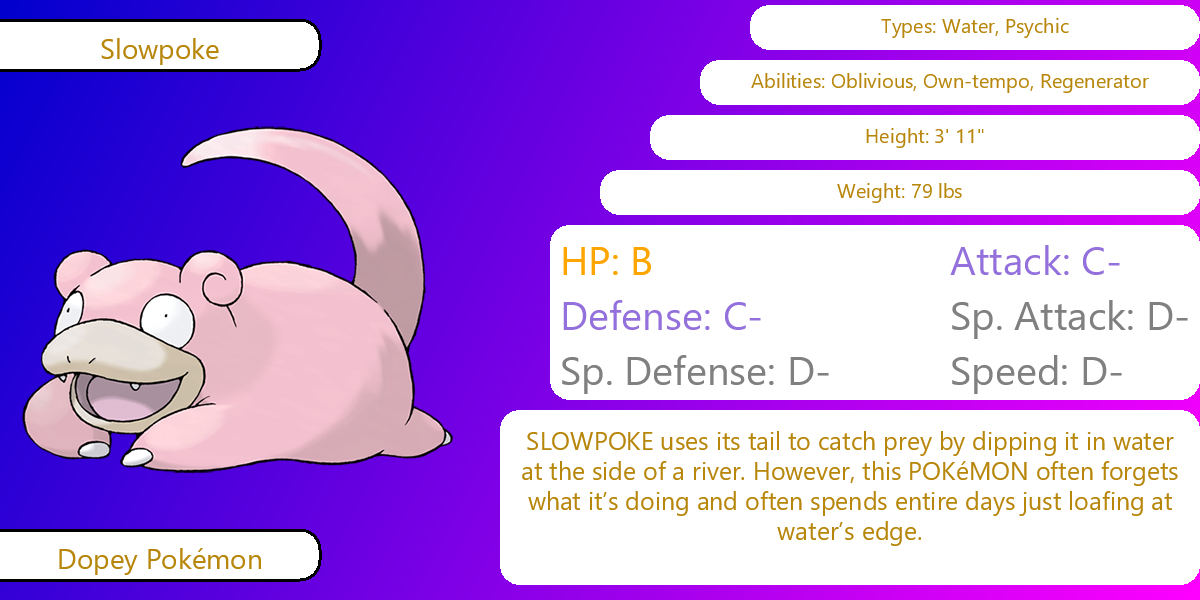 Slowpoke
Types: Water, Psychic
Abilities: Oblivious, Own-tempo, Regenerator
Height: 3' 11"
Weight: 79 lbs
HP: B
Attack: C-
Defense: C-
Sp. Attack: D-
Sp. Defense: D-
Speed: D-
SLOWPOKE uses its tail to catch prey by dipping it in water
at the side of a river. However, this POKéMON often forgets
what it’s doing and often spends entire days just loafing at
water’s edge.
Dopey Pokémon